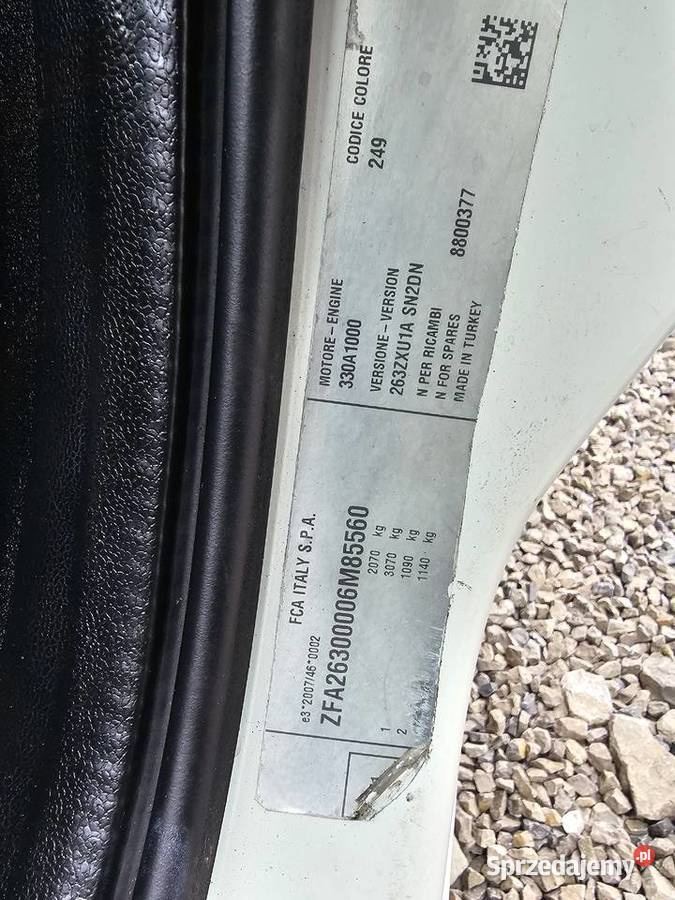 FCA ITALY S.P.A.
e3*2007/46*0002
ZFA26300006M85560
2070 kg
3070 kg
1 1090 kg
2 1140 kg
MOTORE - ENGINE
330A1000
VERSIONE - VERSION
263ZXU1A SN2DN
N PER RICAMBI
N FOR SPARES
8800377
MADE IN TURKEY
CODICE COLORE
249
Sprzedajemy.pl